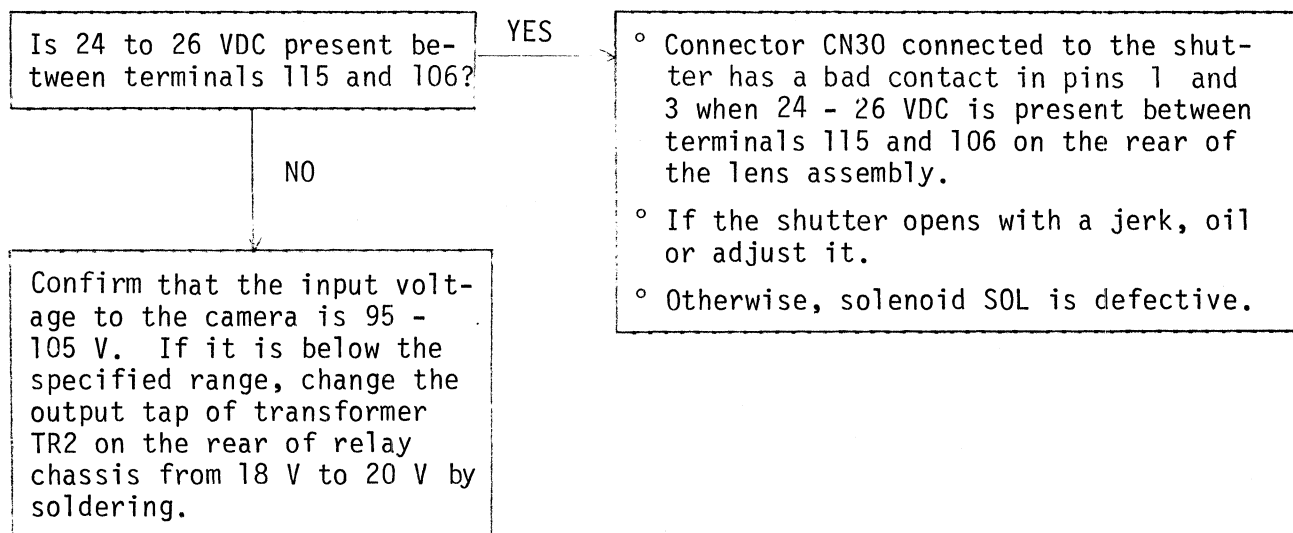 Is 24 to 26 VDC present be-
tween terminals 115 and 106?
YES
° Connector CN30 connected to the shut-
ter has a bad contact in pins 1 and
3 when 24 - 26 VDC is present between
terminals 115 and 106 on the rear of
the lens assembly.
° If the shutter opens with a jerk, oil
or adjust it.
° Otherwise, solenoid SOL is defective.
NO
Confirm that the input volt-
age to the camera is 95 -
105 V. If it is below the
specified range, change the
output tap of transformer
TR2 on the rear of relay
chassis from 18 V to 20 V by
soldering.